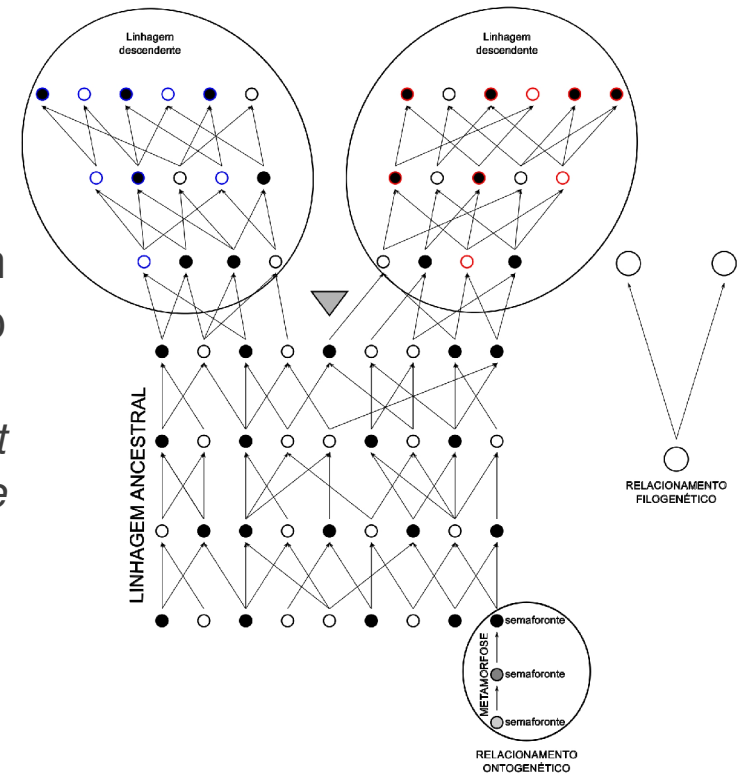 Linhagem
descendente
Linhagem
descendente
LINHAGEM ANCESTRAL
RELACIONAMENTO
FILOGENÉTICO
semaforonte
METAMORFOSE
semaforonte
semaforonte
RELACIONAMENTO
ONTOGENÉTICO